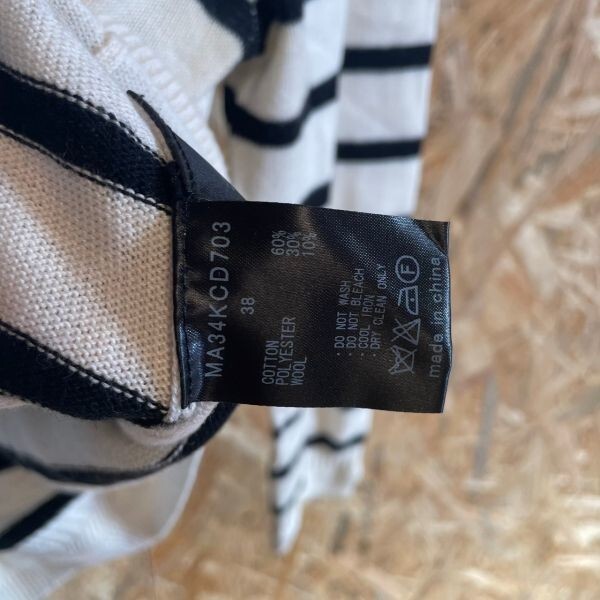 MA34KCD703
38
COTTON 60%
POLYESTER 30%
WOOL 10%
· DO NOT WASH
· DO NOT BLEACH
· COOL IRON
· DRY CLEAN ONLY
F
made in china